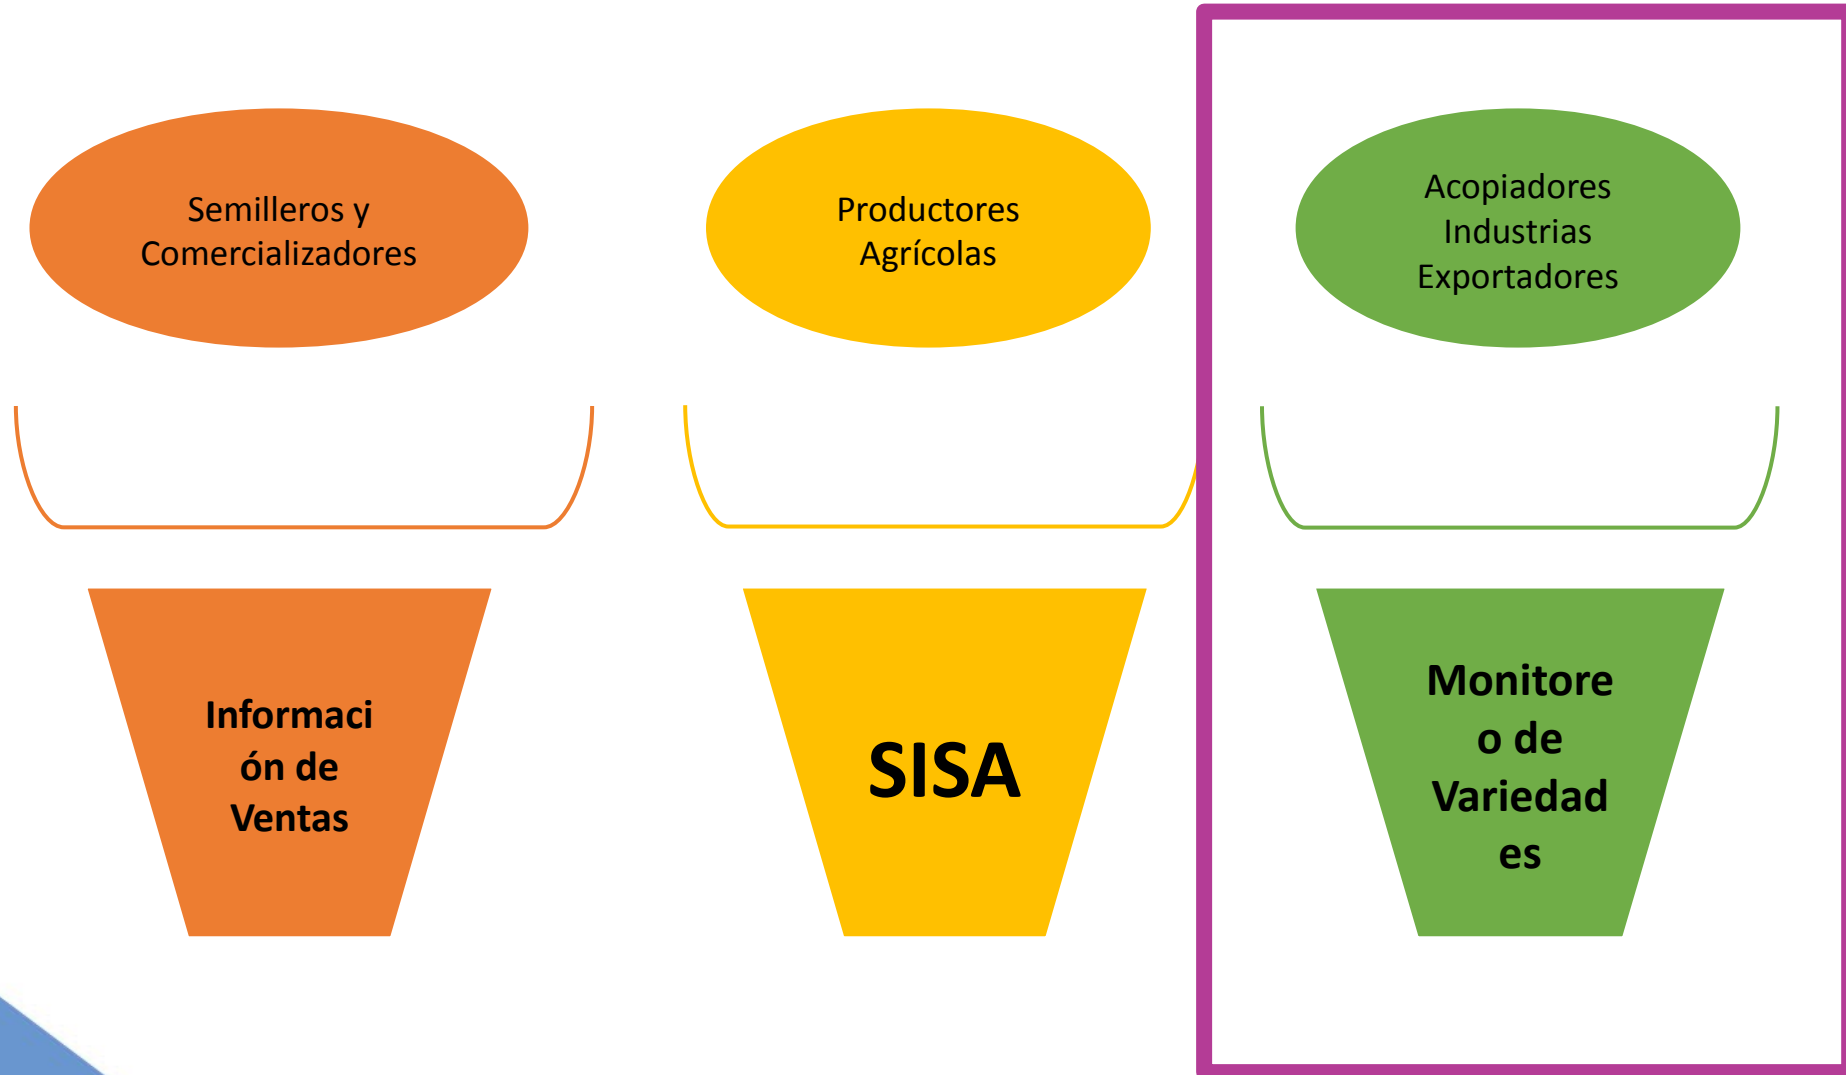 Semilleros y
Comercializadores
Productores
Agrícolas
Acopiadores
Industrias
Exportadores
Informaci
ón de
Ventas
SISA
Monitore
o de
Variedad
es